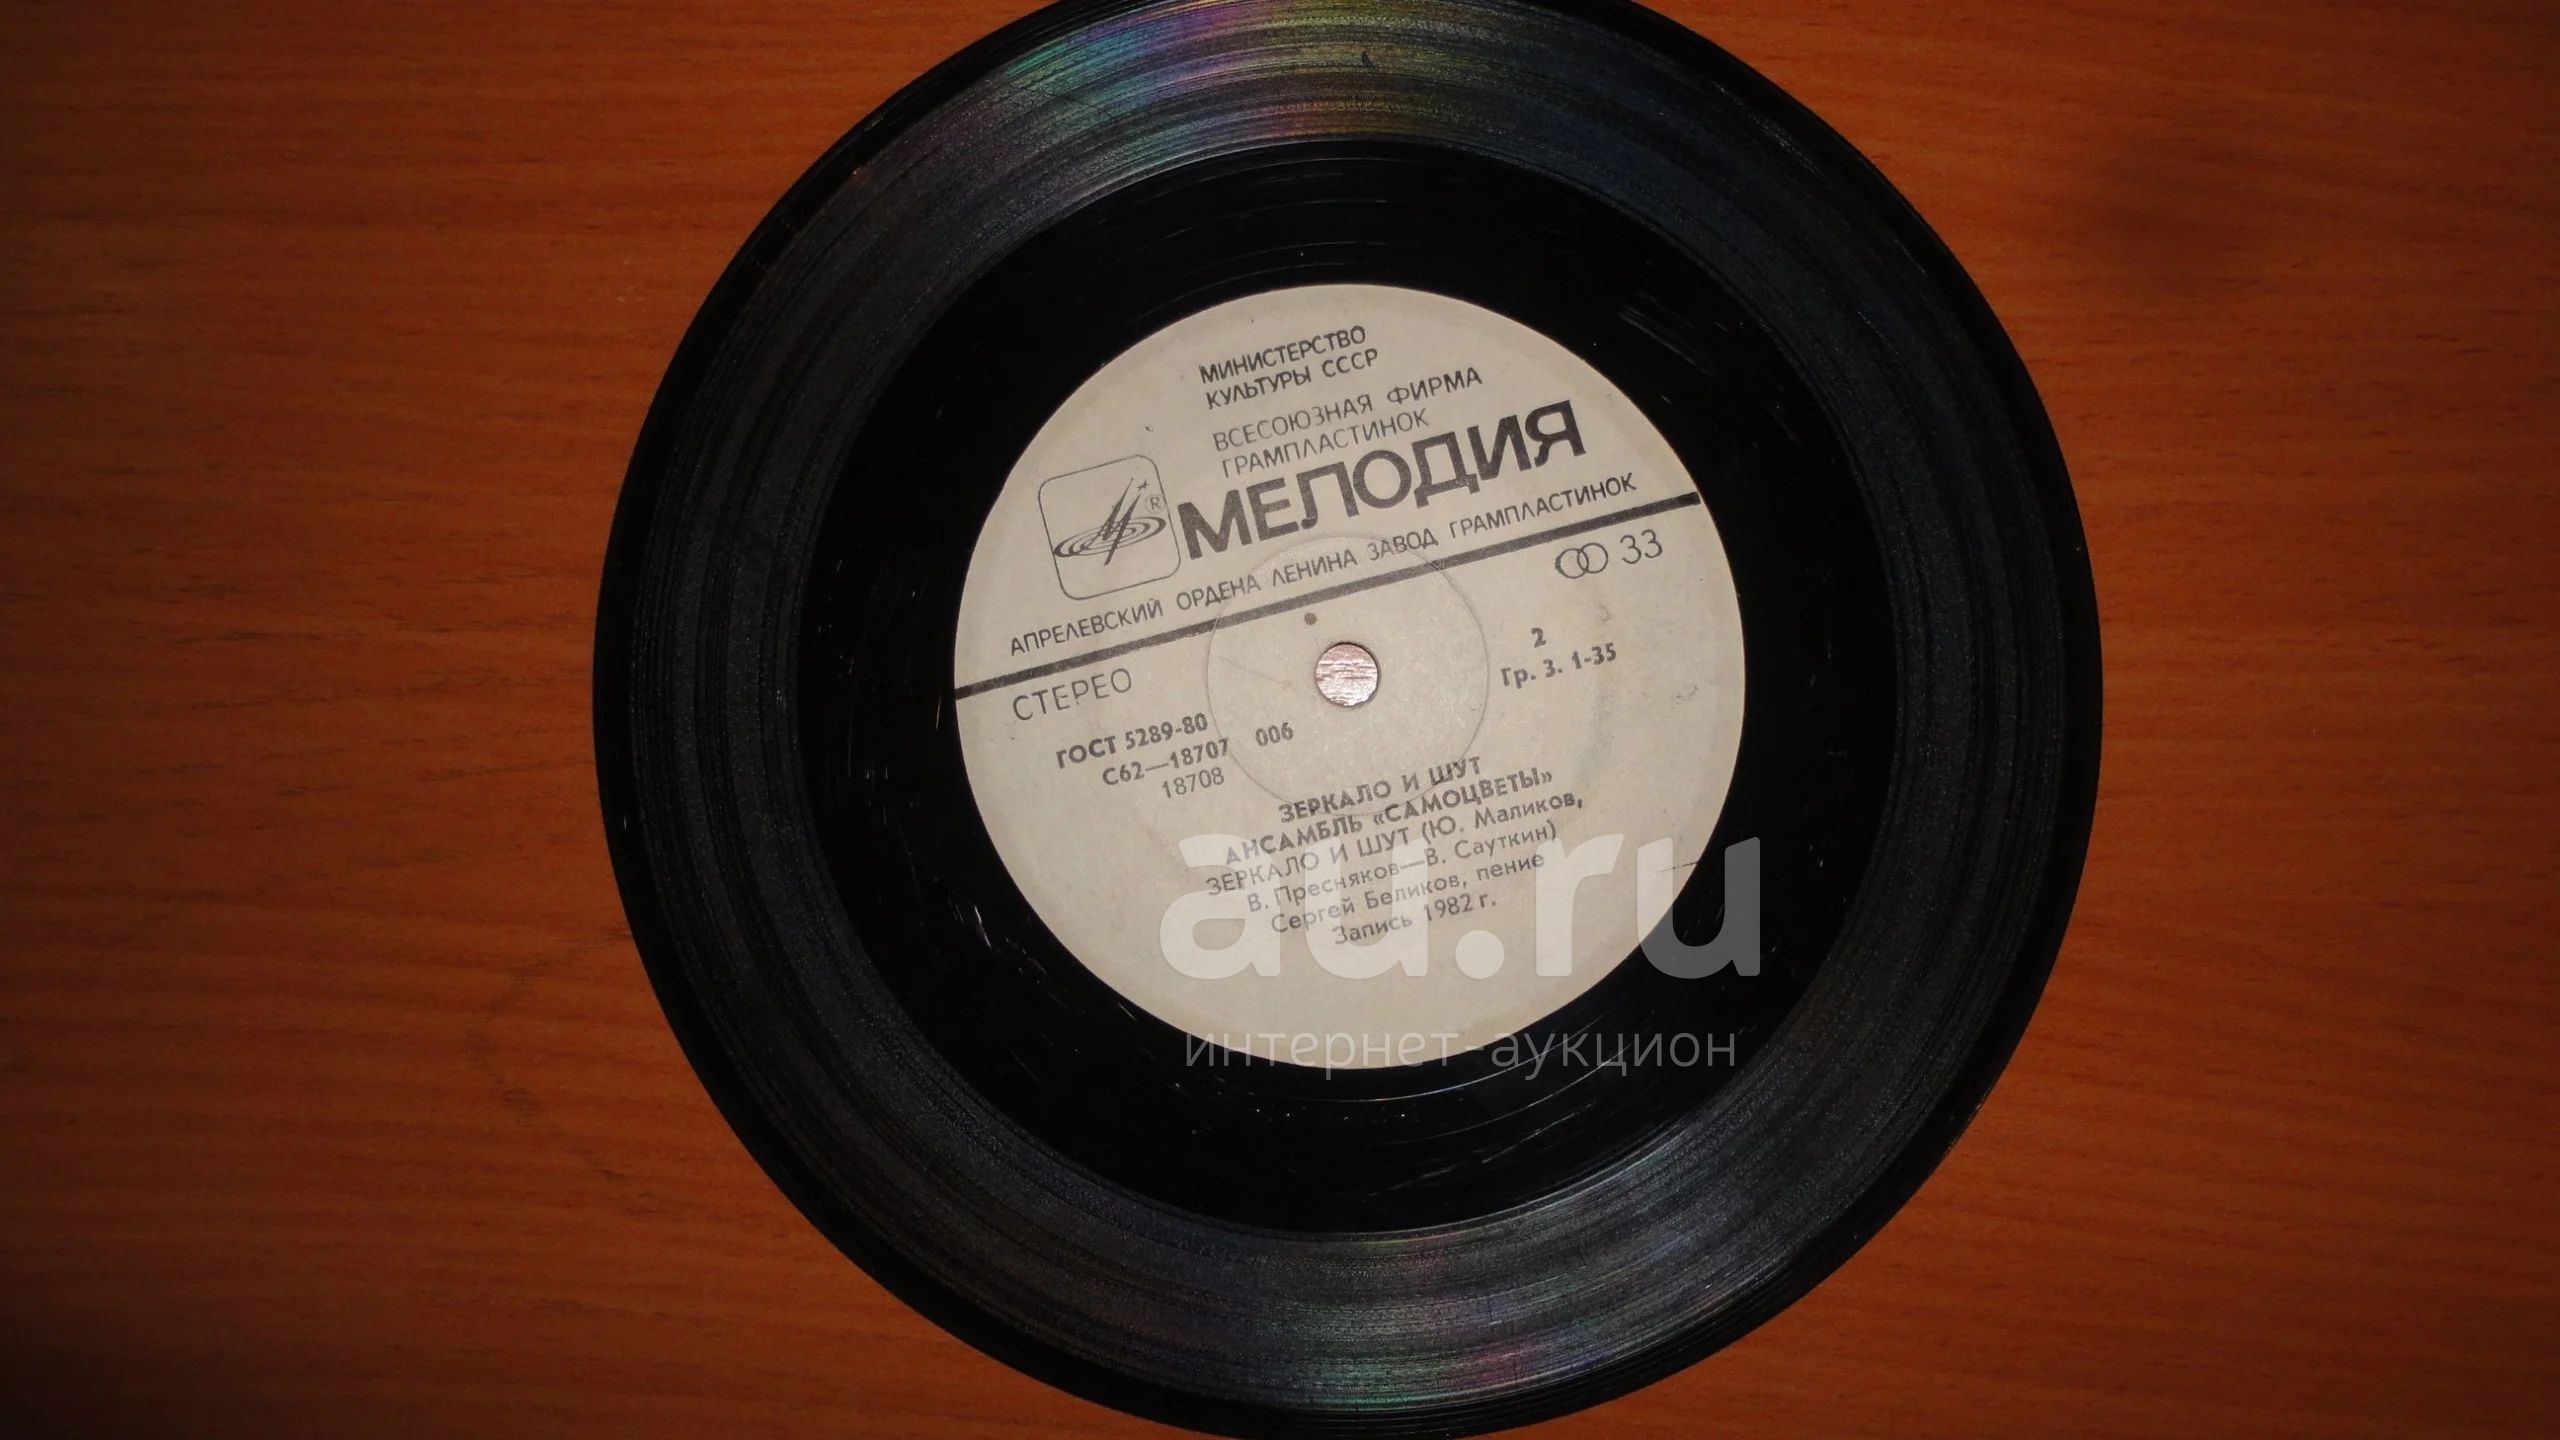 МИНИСТЕРСТВО
КУЛЬТУРЫ СССР
ВСЕСОЮЗНАЯ ФИРМА
ГРАМПЛАСТИНОК
МЕЛОДИЯ
®
АПРЕЛЕВСКИЙ ОРДЕНА ЛЕНИНА ЗАВОД ГРАМПЛАСТИНОК
33
СТЕРЕО
2
Гр. 3. 1-35
ГОСТ 5289-80
С62—18707 006
18708
ЗЕРКАЛО И ШУТ
АНСАМБЛЬ «САМОЦВЕТЫ»
ЗЕРКАЛО И ШУТ (Ю. Маликов,
В. Пресняков—В. Сауткин)
Сергей Беликов, пение
Запись 1982 г.
au.ru
интернет-аукцион